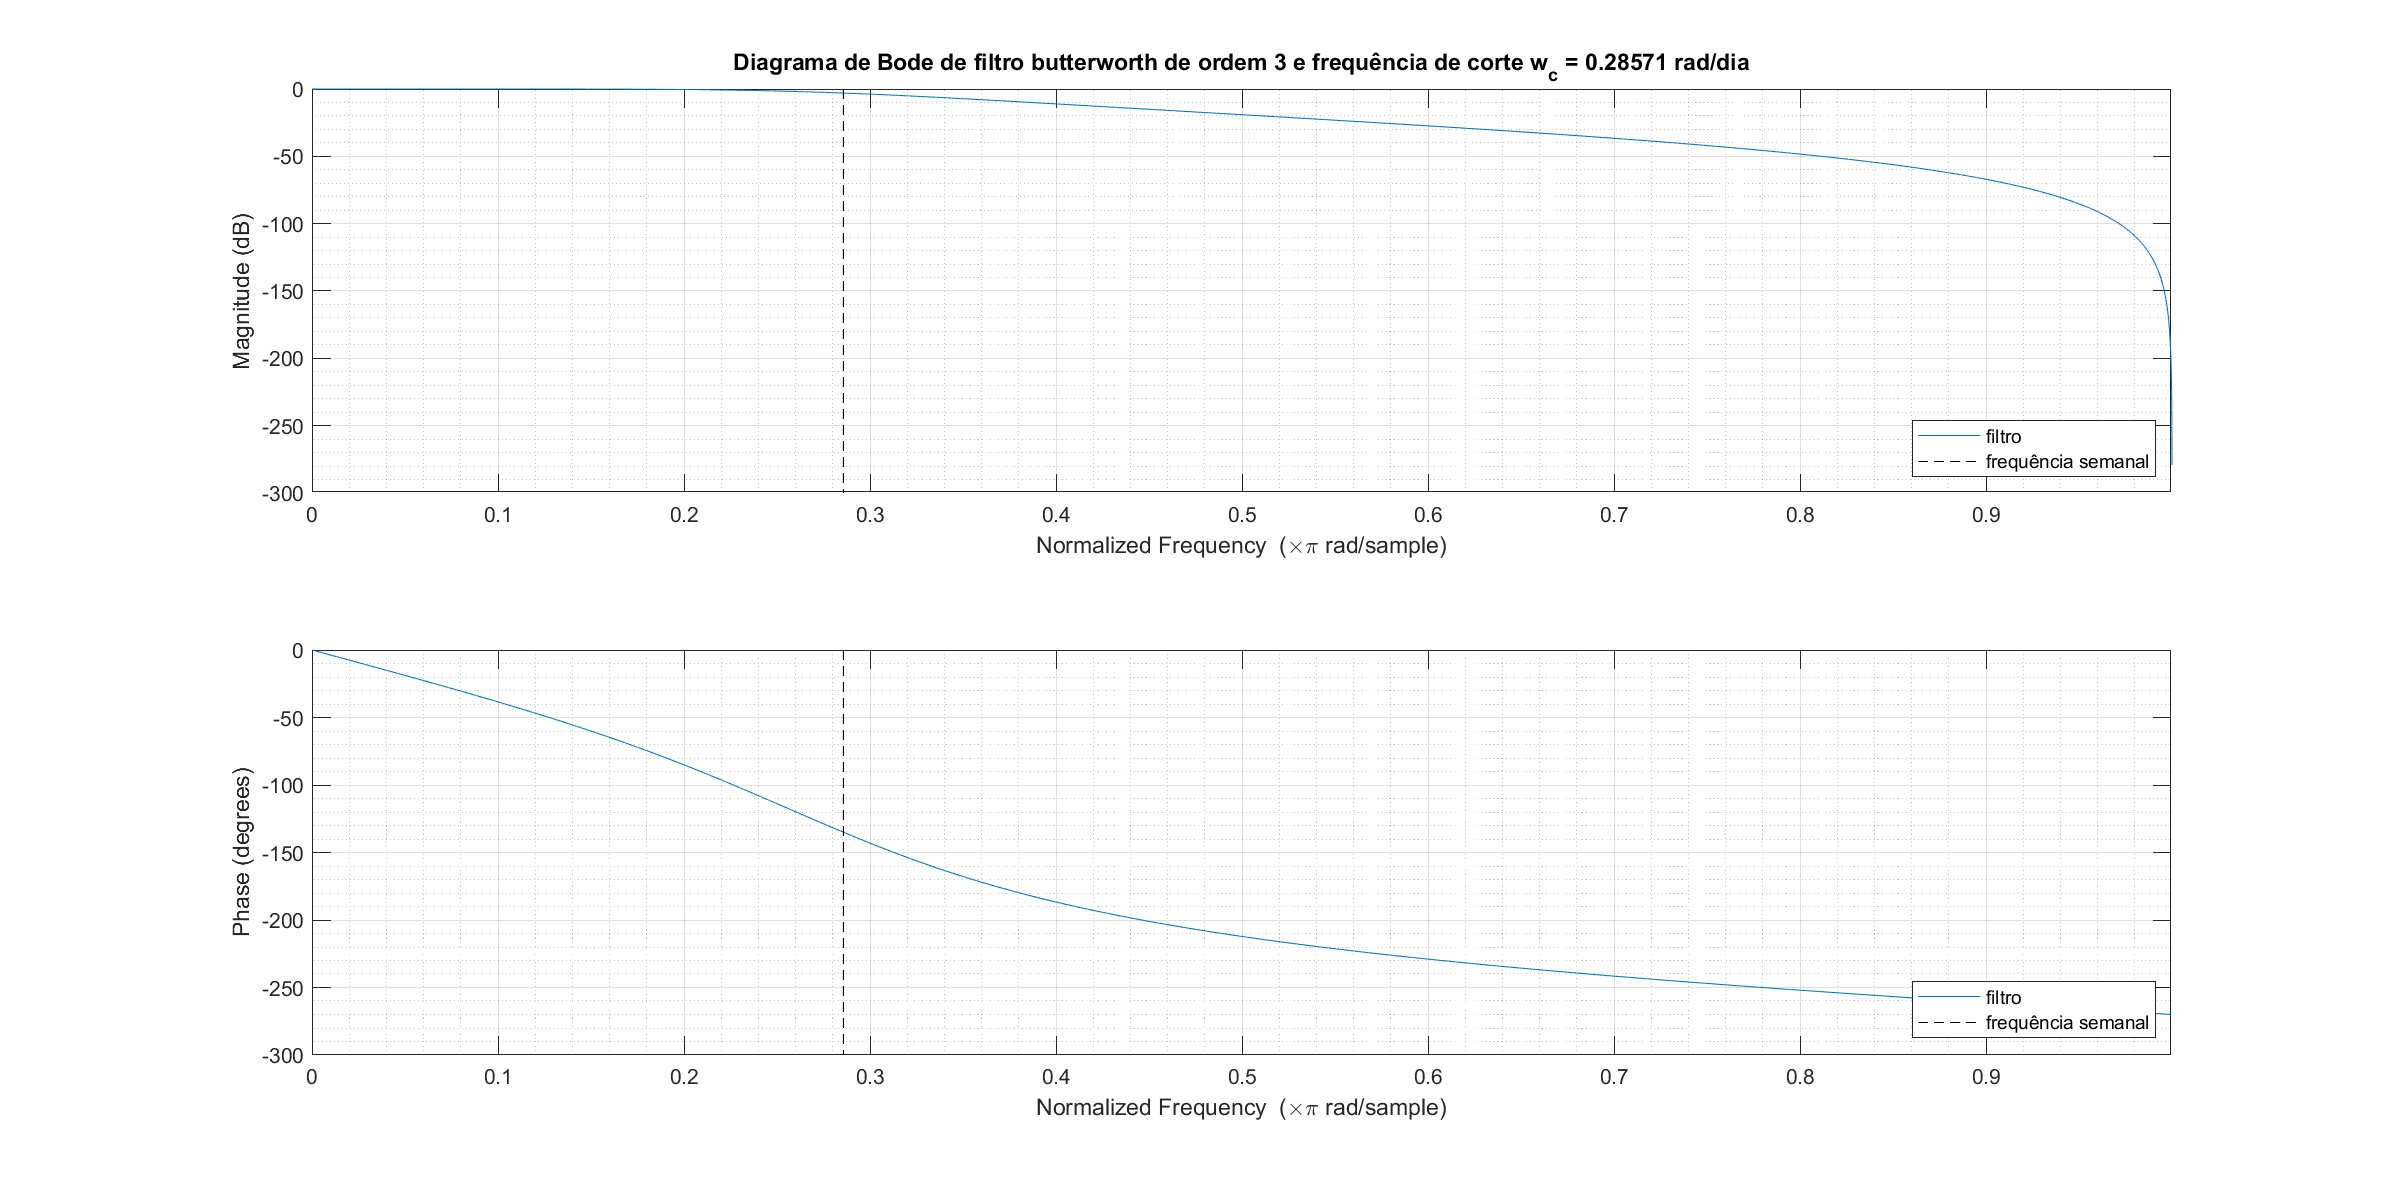 Diagrama de Bode de filtro butterworth de ordem 3 e frequência de corte w_c = 0.28571 rad/dia
0
-50
-100
-150
-200
-250
-300
Magnitude (dB)
filtro
frequência semanal
0 0.1 0.2 0.3 0.4 0.5 0.6 0.7 0.8 0.9
Normalized Frequency (×π rad/sample)
0
-50
-100
-150
-200
-250
-300
Phase (degrees)
filtro
frequência semanal
0 0.1 0.2 0.3 0.4 0.5 0.6 0.7 0.8 0.9
Normalized Frequency (×π rad/sample)